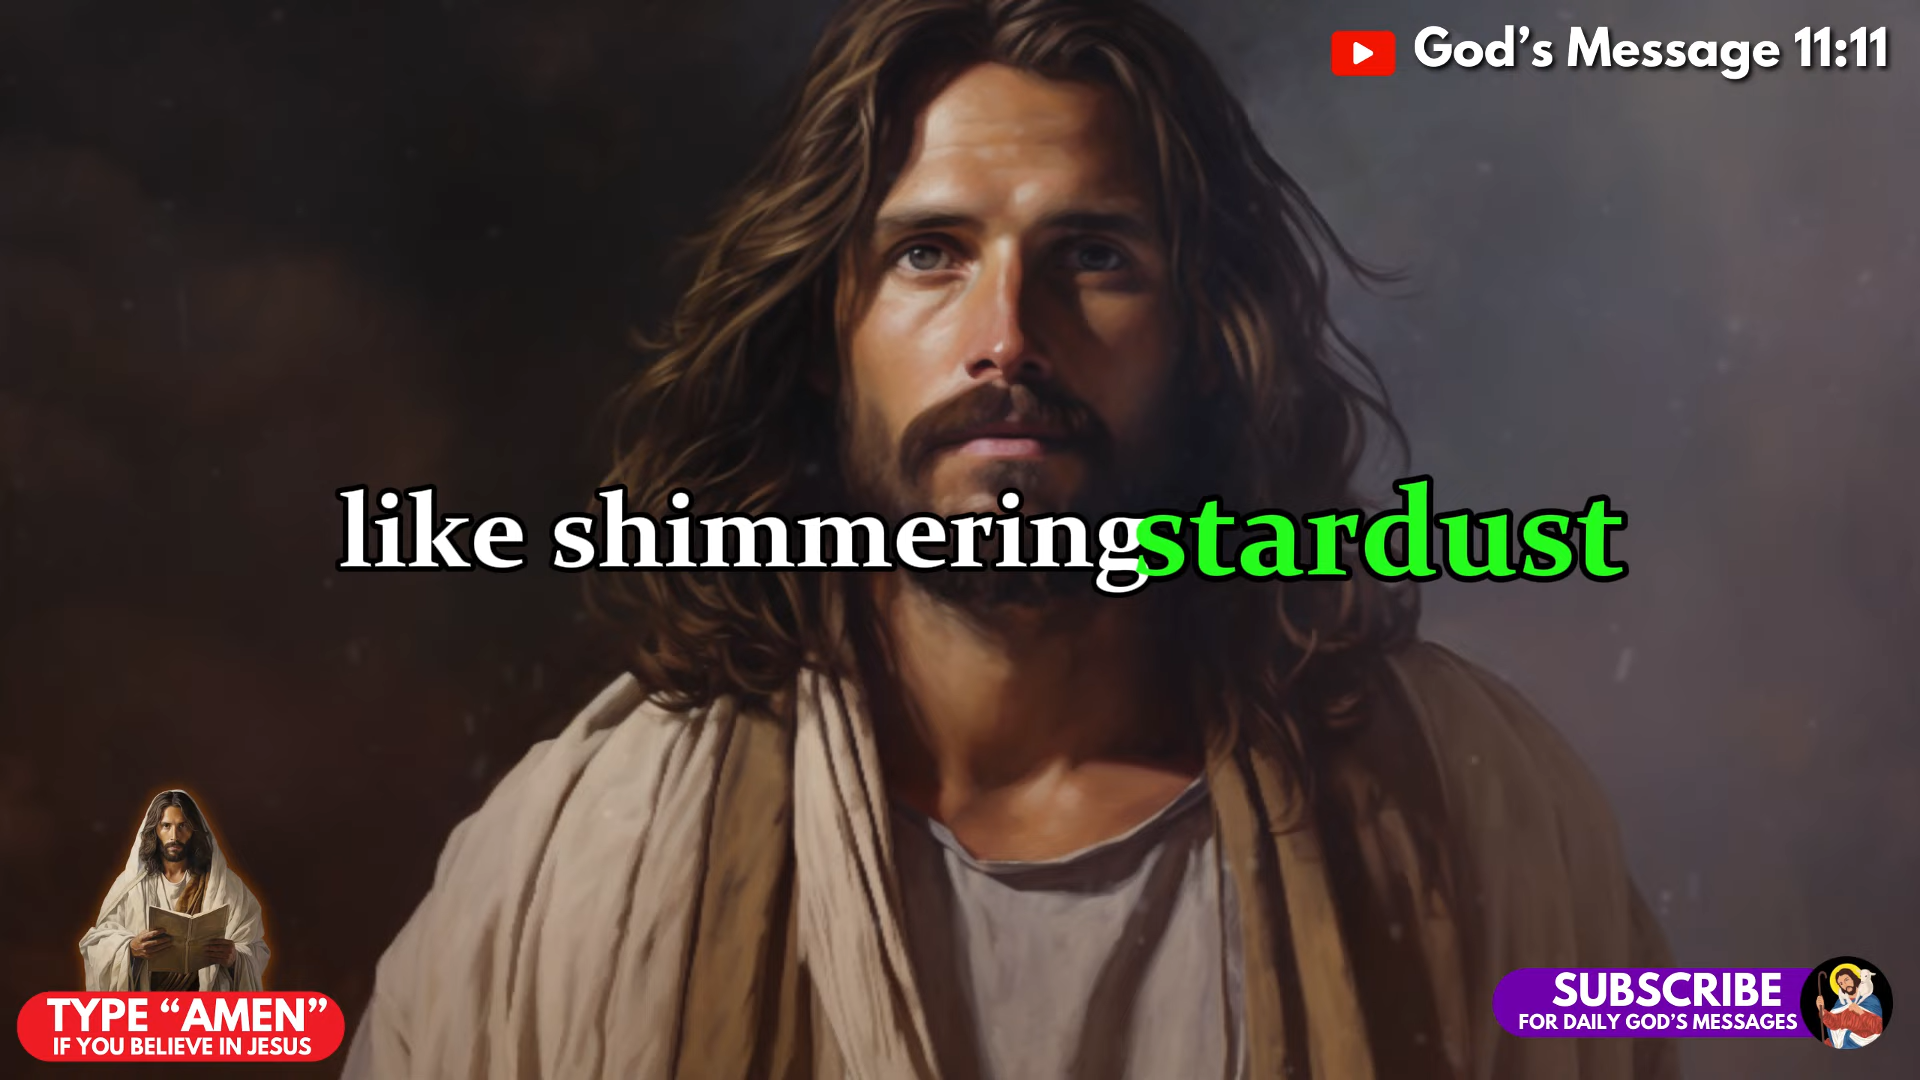 God's Message 11:11
like shimmering stardust
TYPE “AMEN”
IF YOU BELIEVE IN JESUS
SUBSCRIBE
FOR DAILY GOD'S MESSAGES